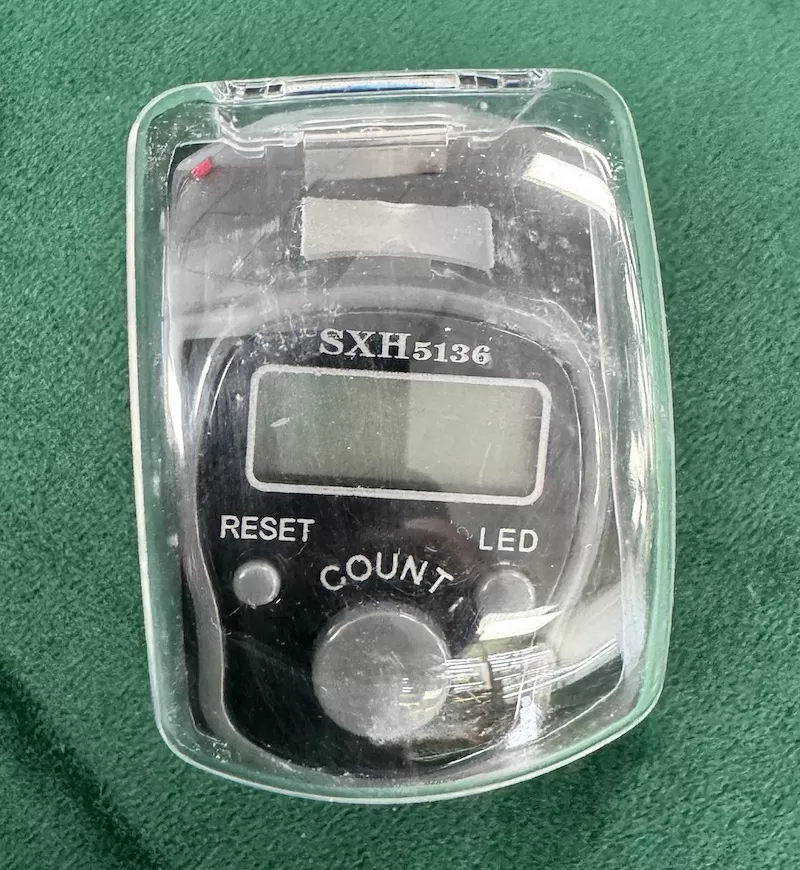 SXH5136
RESET
LED
COUNT